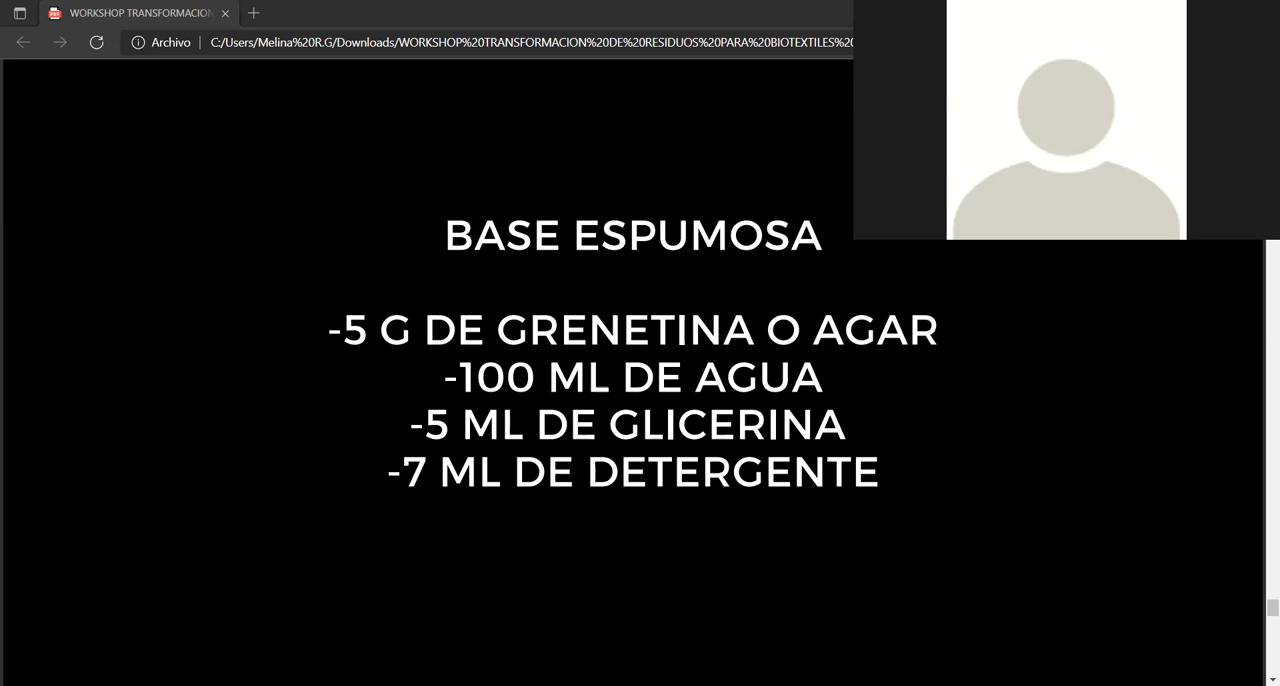 WORKSHOP TRANSFORMACION
Archivo
C:/Users/Melina%20R.G/Downloads/WORKSHOP%20TRANSFORMACION%20DE%20RESIDUOS%20PARA%20BIOTEXTILES%20
BASE ESPUMOSA
-5 G DE GRENETINA O AGAR
-100 ML DE AGUA
-5 ML DE GLICERINA
-7 ML DE DETERGENTE